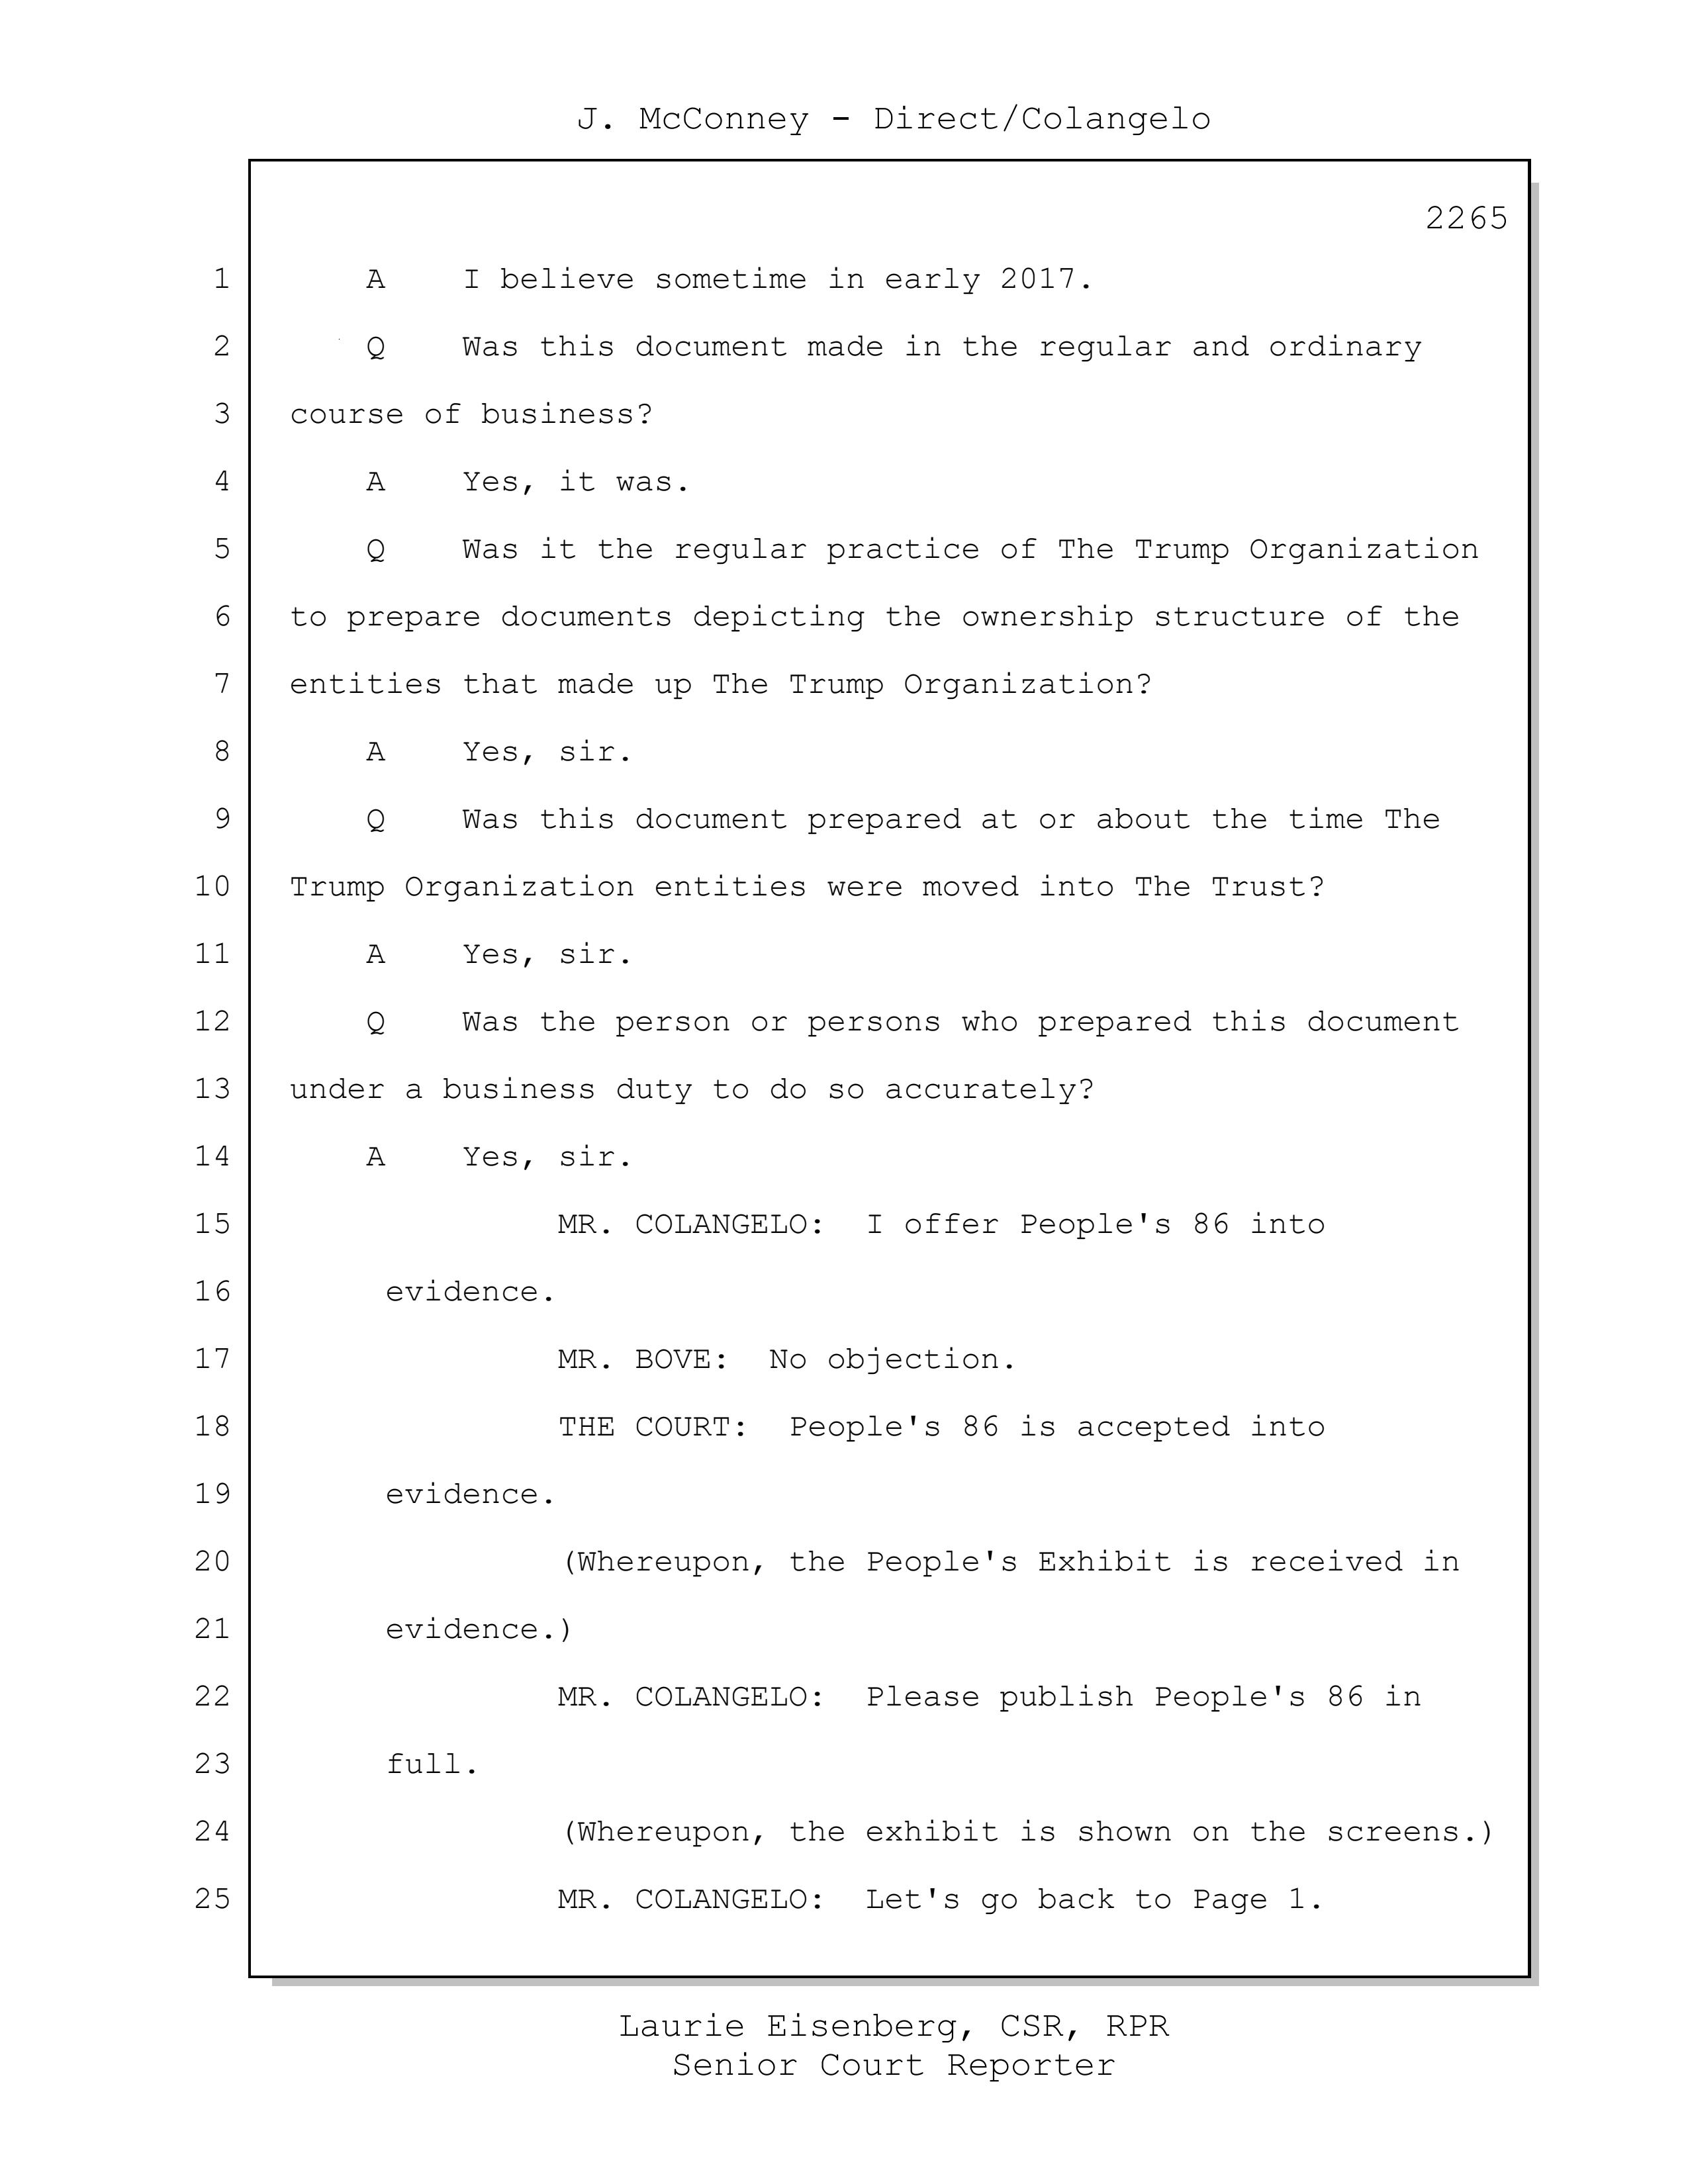 J. McConney - Direct/Colangelo
2265
1 A I believe sometime in early 2017.
2 Q Was this document made in the regular and ordinary
3 course of business?
4 A Yes, it was.
5 Q Was it the regular practice of The Trump Organization
6 to prepare documents depicting the ownership structure of the
7 entities that made up The Trump Organization?
8 A Yes, sir.
9 Q Was this document prepared at or about the time The
10 Trump Organization entities were moved into The Trust?
11 A Yes, sir.
12 Q Was the person or persons who prepared this document
13 under a business duty to do so accurately?
14 A Yes, sir.
15 MR. COLANGELO: I offer People's 86 into
16 evidence.
17 MR. BOVE: No objection.
18 THE COURT: People's 86 is accepted into
19 evidence.
20 (Whereupon, the People's Exhibit is received in
21 evidence.)
22 MR. COLANGELO: Please publish People's 86 in
23 full.
24 (Whereupon, the exhibit is shown on the screens.)
25 MR. COLANGELO: Let's go back to Page 1.
Laurie Eisenberg, CSR, RPR
Senior Court Reporter